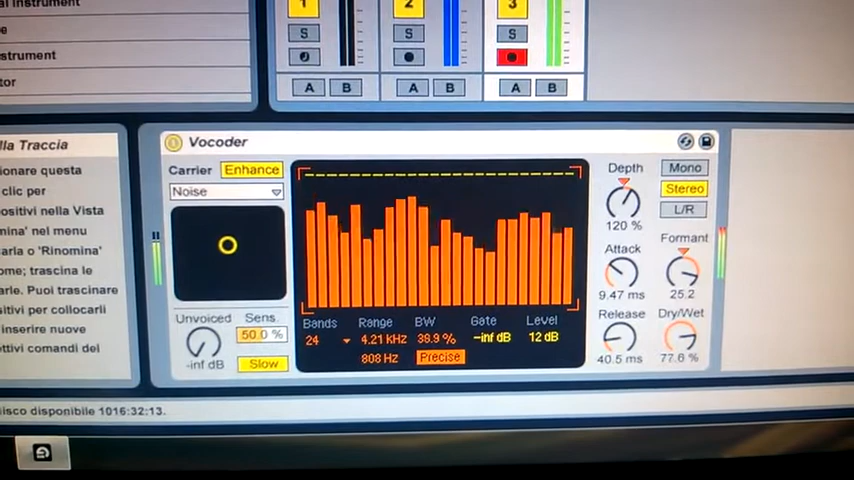 al Instrument
1 2 3
e
S S S
strument
tor
A B A B A B
lla Traccia
Vocoder
ionare questa
Carrier Enhance
Depth
Mono
clic per
Noise
Stereo
ositivi nella Vista
L/R
120 %
mina' nel menu
Attack
Formant
arla o 'Rinomina'
ome; trascina le
9.47 ms
25.2
arle. Puoi trascinare
Unvoiced Sens.
Bands Range BW Gate Level
Release
Dry/Wet
sitivi per collocarli
50.0 %
24 4.21 kHz 38.9 % -inf dB 12 dB
inserire nuove
808 Hz Precise
40.5 ms
77.6 %
ettivi comandi del
-inf dB
Slow
isco disponibile 1016:32:13.